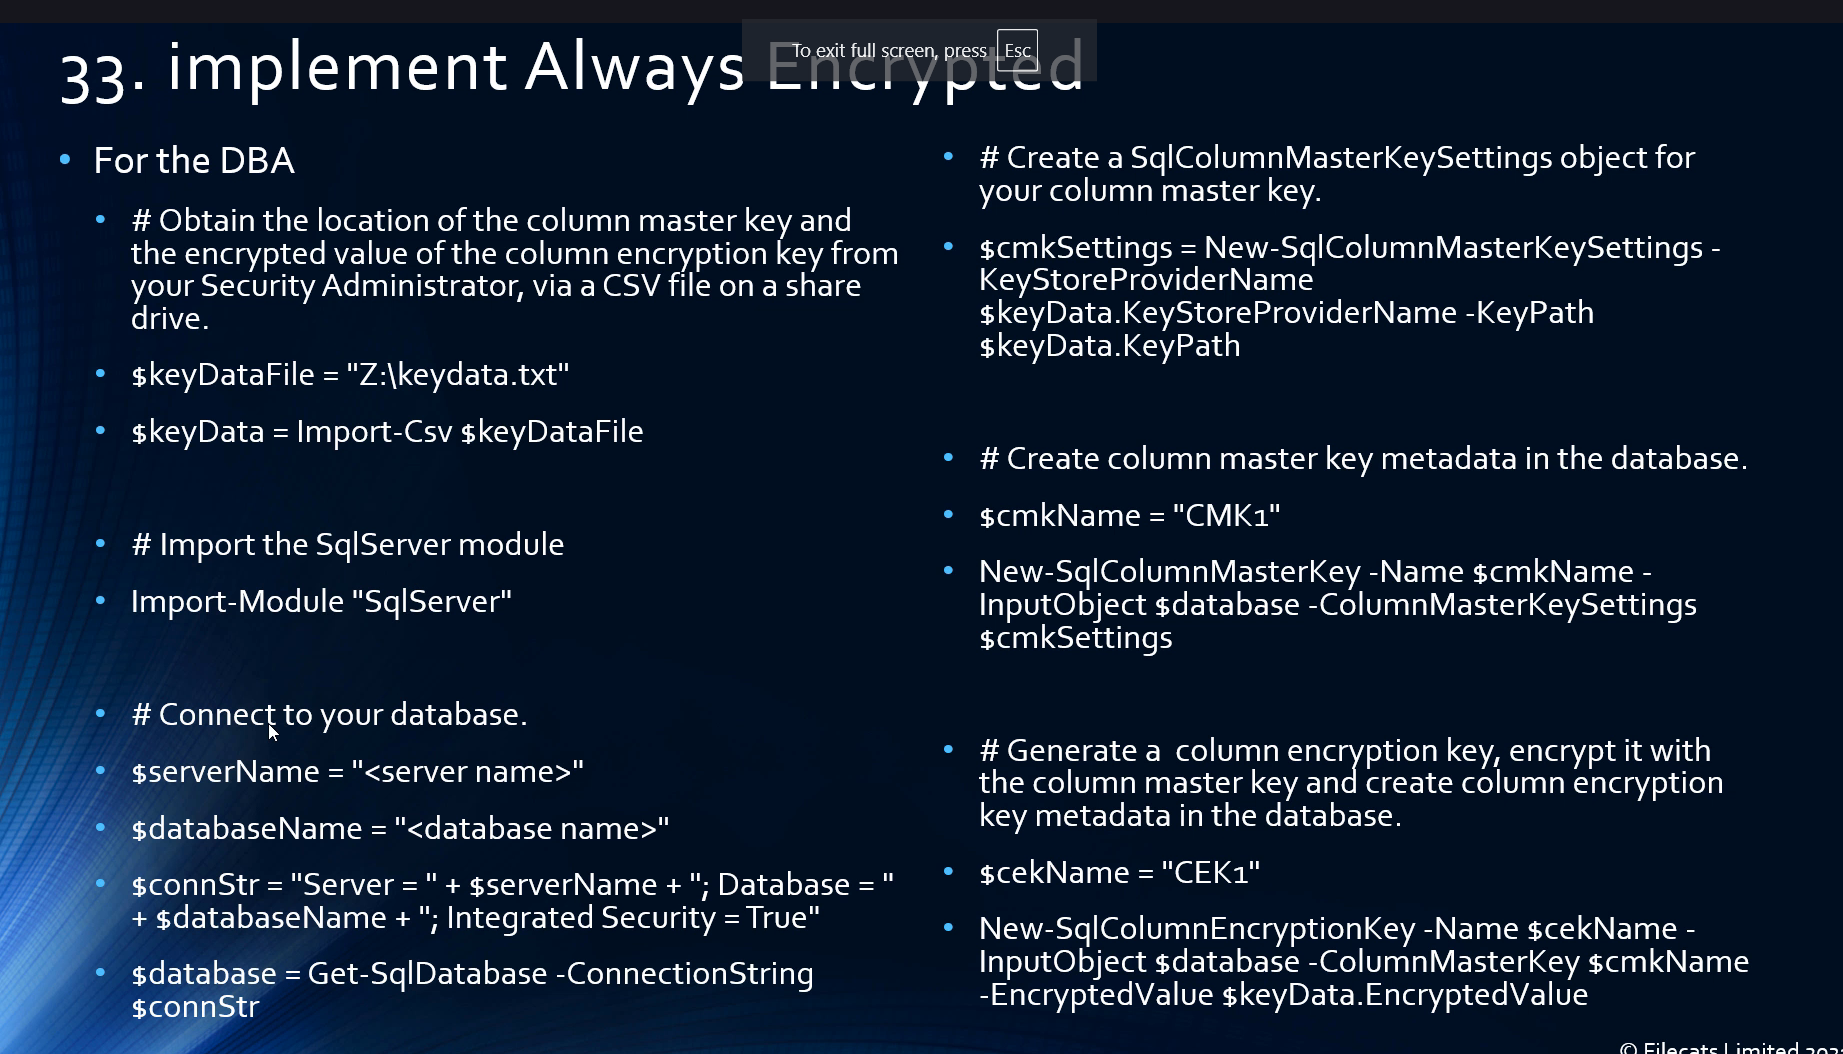 33. implement Always Encrypted
To exit full screen, press Esc
• For the DBA
• # Obtain the location of the column master key and
the encrypted value of the column encryption key from
your Security Administrator, via a CSV file on a share
drive.
• $keyDataFile = "Z:\keydata.txt"
• $keyData = Import-Csv $keyDataFile
• # Import the SqlServer module
• Import-Module "SqlServer"
• # Connect to your database.
• $serverName = "<server name>"
• $databaseName = "<database name>"
• $connStr = "Server = " + $serverName + "; Database = "
+ $databaseName + "; Integrated Security = True"
• $database = Get-SqlDatabase -ConnectionString
$connStr
• # Create a SqlColumnMasterKeySettings object for
your column master key.
• $cmkSettings = New-SqlColumnMasterKeySettings -
KeyStoreProviderName
$keyData.KeyStoreProviderName -KeyPath
$keyData.KeyPath
• # Create column master key metadata in the database.
• $cmkName = "CMK1"
• New-SqlColumnMasterKey -Name $cmkName -
InputObject $database -ColumnMasterKeySettings
$cmkSettings
• # Generate a  column encryption key, encrypt it with
the column master key and create column encryption
key metadata in the database.
• $cekName = "CEK1"
• New-SqlColumnEncryptionKey -Name $cekName -
InputObject $database -ColumnMasterKey $cmkName
-EncryptedValue $keyData.EncryptedValue
© Filecats Limited